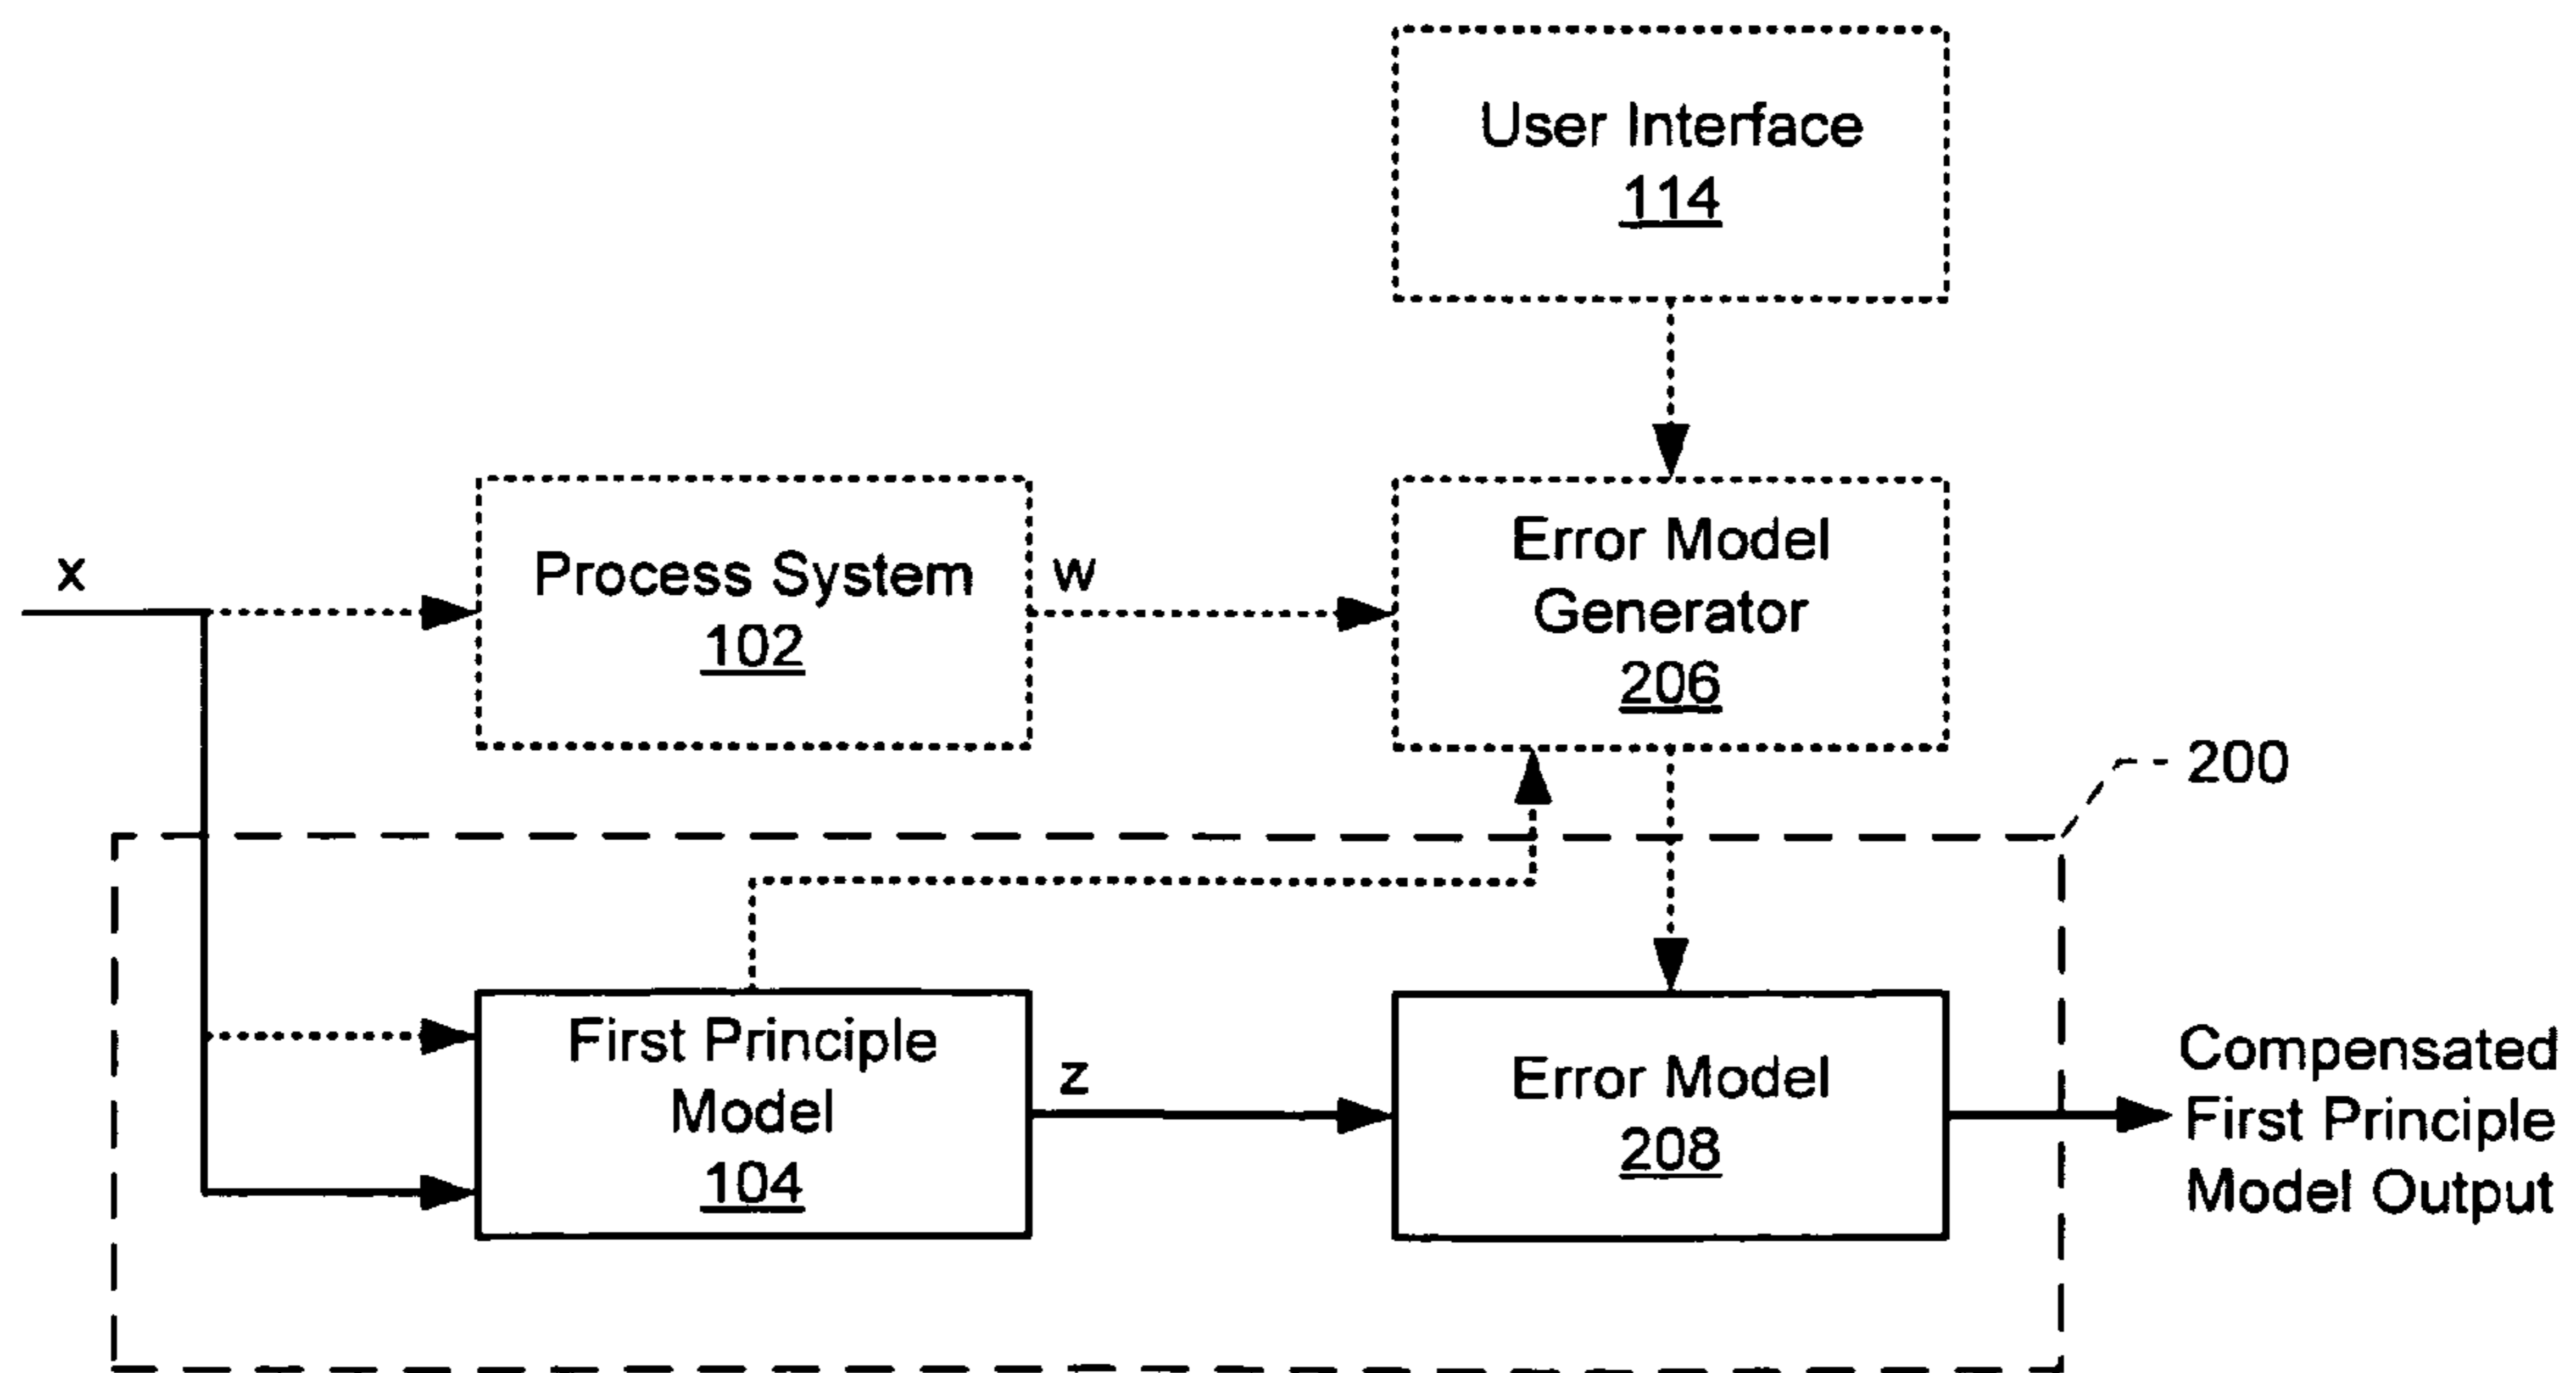 User Interface
114
x
Process System
102
w
Error Model
Generator
206
200
First Principle
Model
104
z
Error Model
208
Compensated
First Principle
Model Output